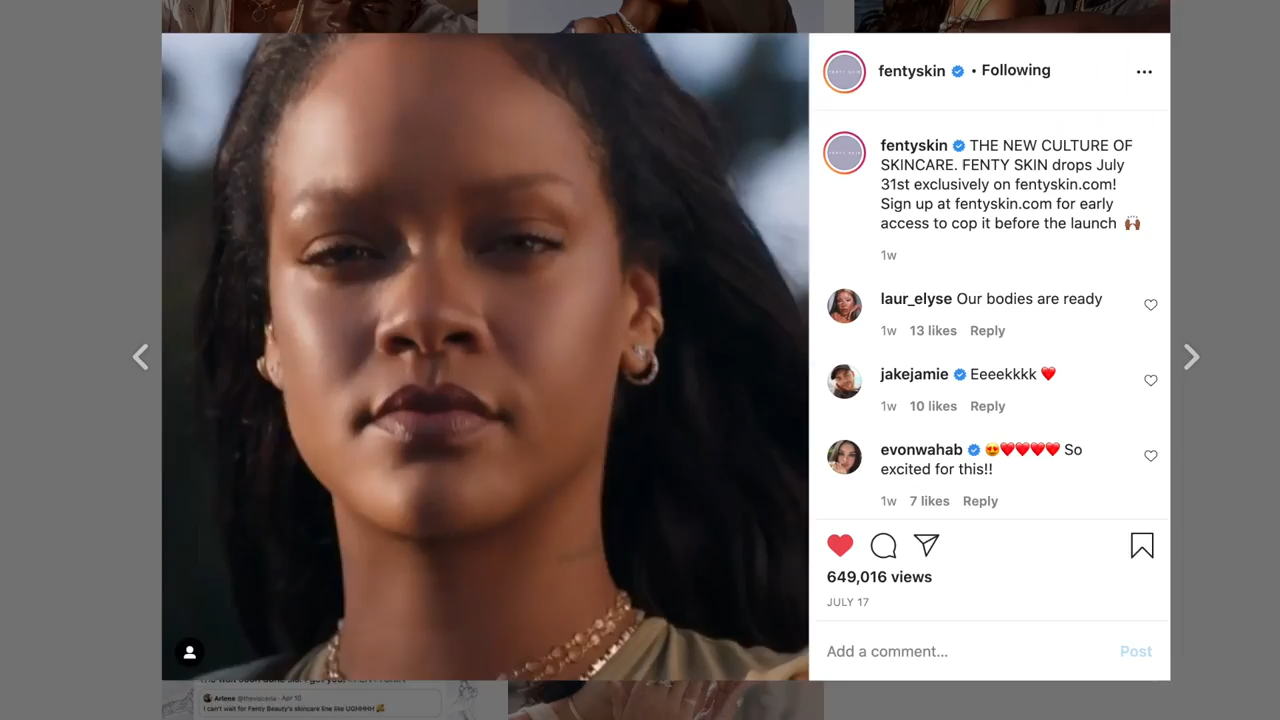 fentyskin • Following
fentyskin THE NEW CULTURE OF
SKINCARE. FENTY SKIN drops July
31st exclusively on fentyskin.com!
Sign up at fentyskin.com for early
access to cop it before the launch 🙌🏾
1w
laur_elyse Our bodies are ready
1w 13 likes Reply
jakejamie Eeeekkkk ❤️
1w 10 likes Reply
evonwahab 😍❤️❤️❤️❤️ So
excited for this!!
1w 7 likes Reply
649,016 views
JULY 17
Add a comment... Post
Arlene @thevisceria · Apr 10
I can't wait for Fenty Beauty's skincare line like UGHHHH